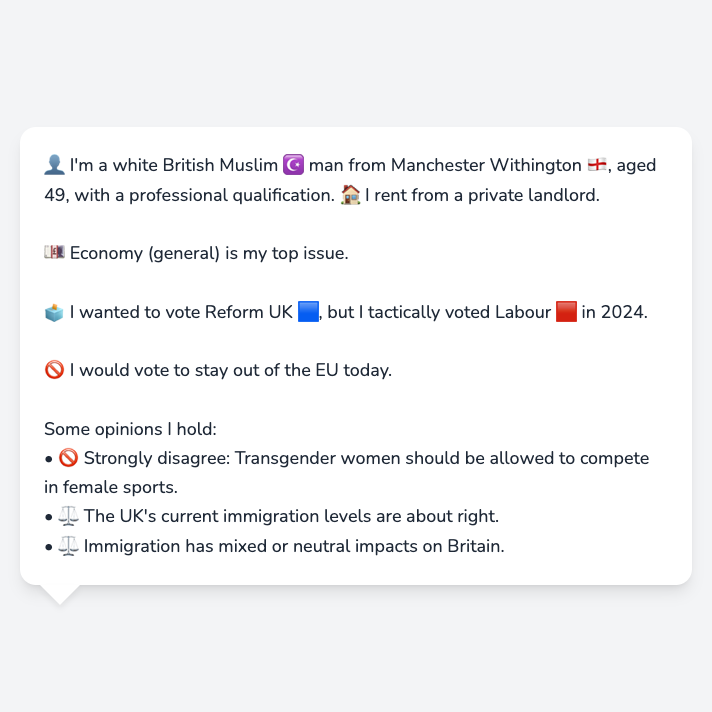 👤 I'm a white British Muslim ☪️ man from Manchester Withington 🏴󠁧󠁢󠁥󠁮󠁧󠁿, aged
49, with a professional qualification. 🏠 I rent from a private landlord.
💷 Economy (general) is my top issue.
🗳️ I wanted to vote Reform UK 🟦, but I tactically voted Labour 🟥 in 2024.
🚫 I would vote to stay out of the EU today.
Some opinions I hold:
• 🚫 Strongly disagree: Transgender women should be allowed to compete
in female sports.
• ⚖️ The UK's current immigration levels are about right.
• ⚖️ Immigration has mixed or neutral impacts on Britain.